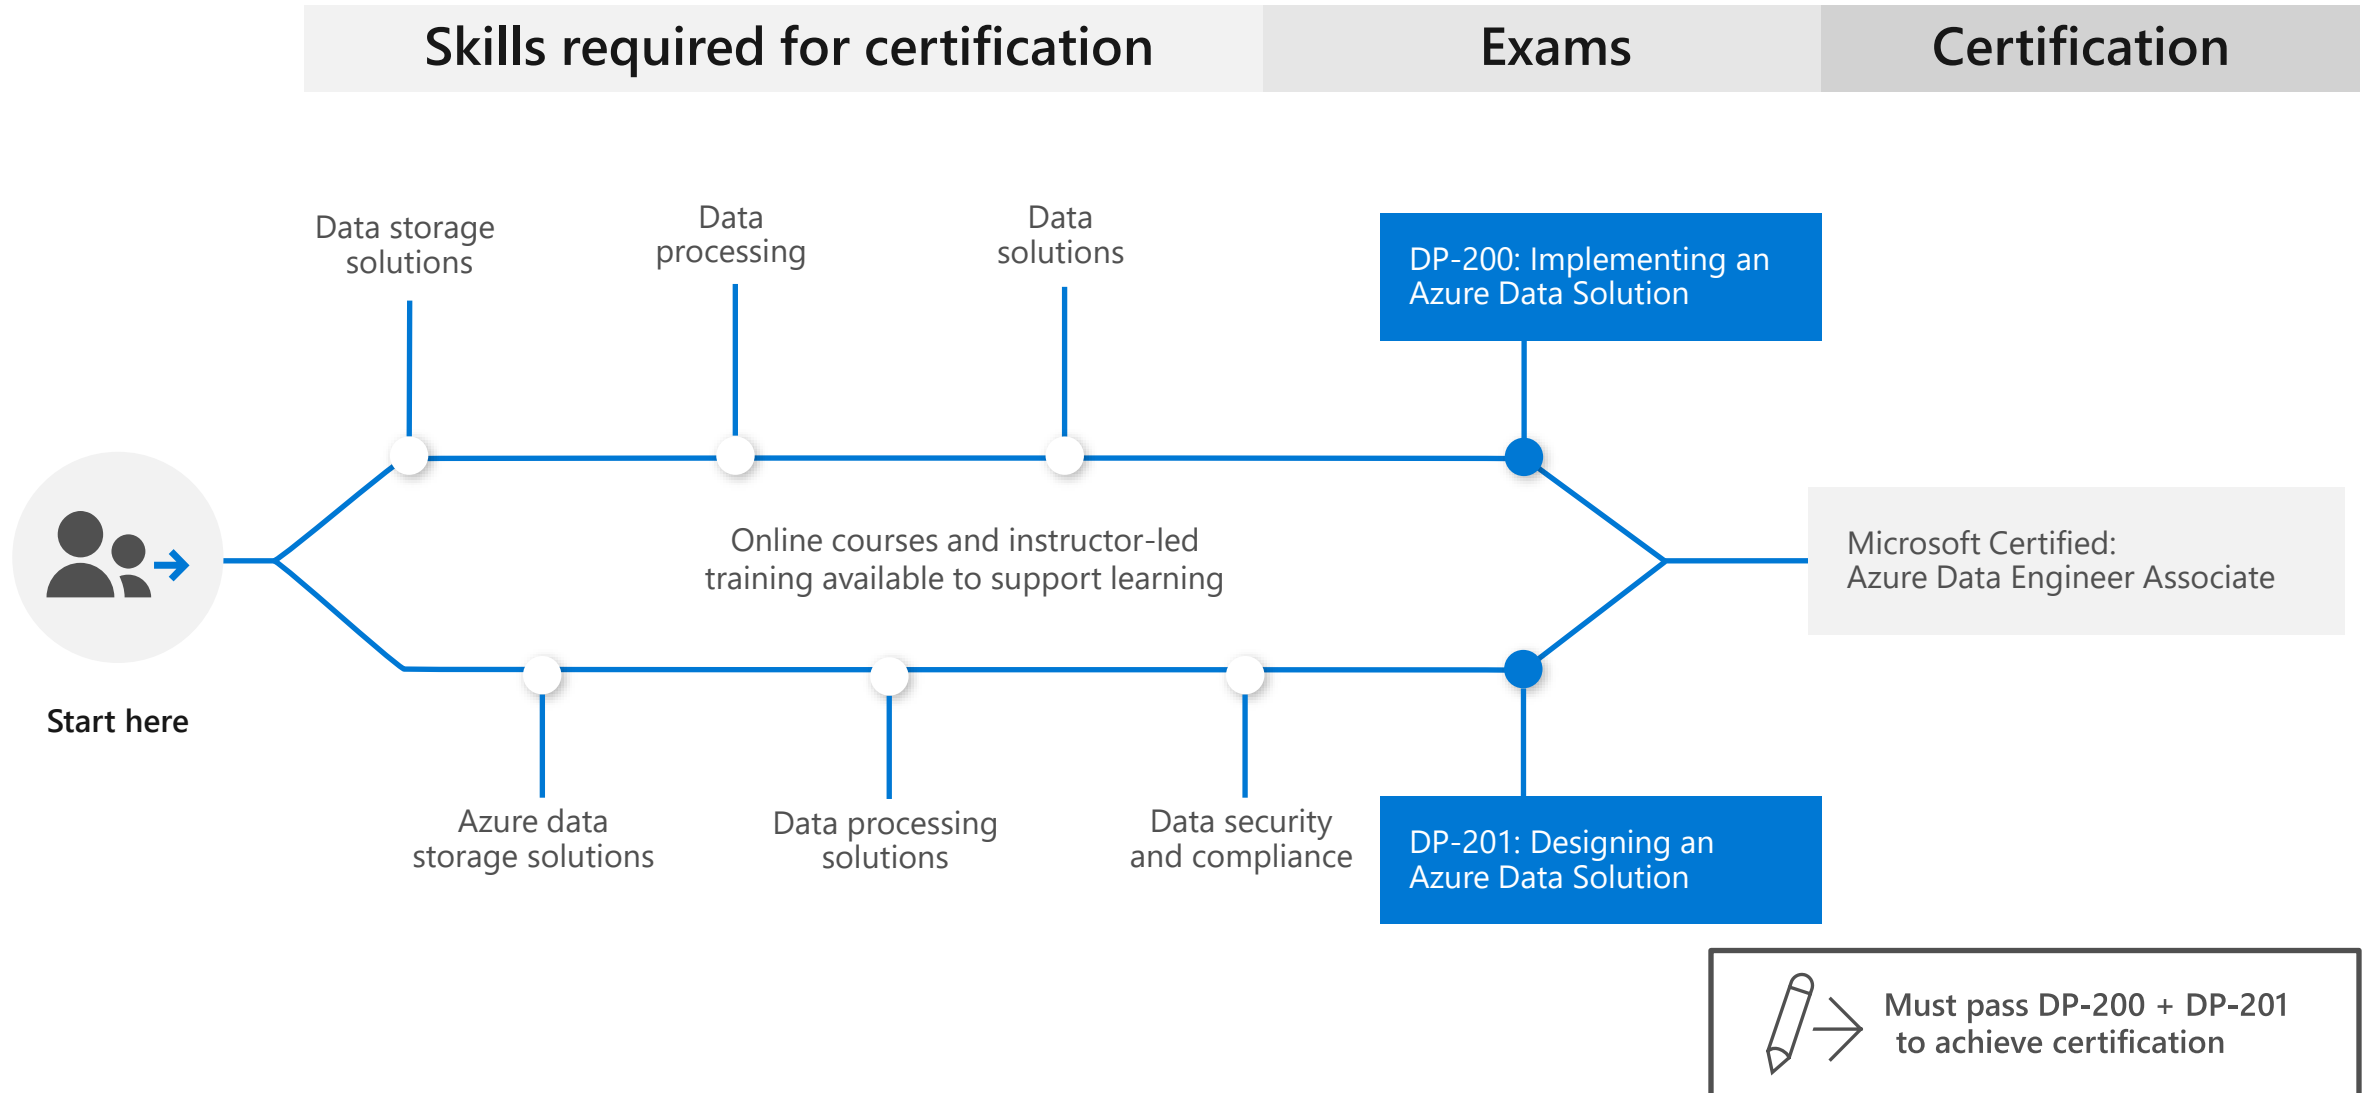 Skills required for certification
Exams
Certification
Data storage
solutions
Data
processing
Data
solutions
DP-200: Implementing an
Azure Data Solution
Online courses and instructor-led
training available to support learning
Microsoft Certified:
Azure Data Engineer Associate
Start here
Azure data
storage solutions
Data processing
solutions
Data security
and compliance
DP-201: Designing an
Azure Data Solution
Must pass DP-200 + DP-201
to achieve certification